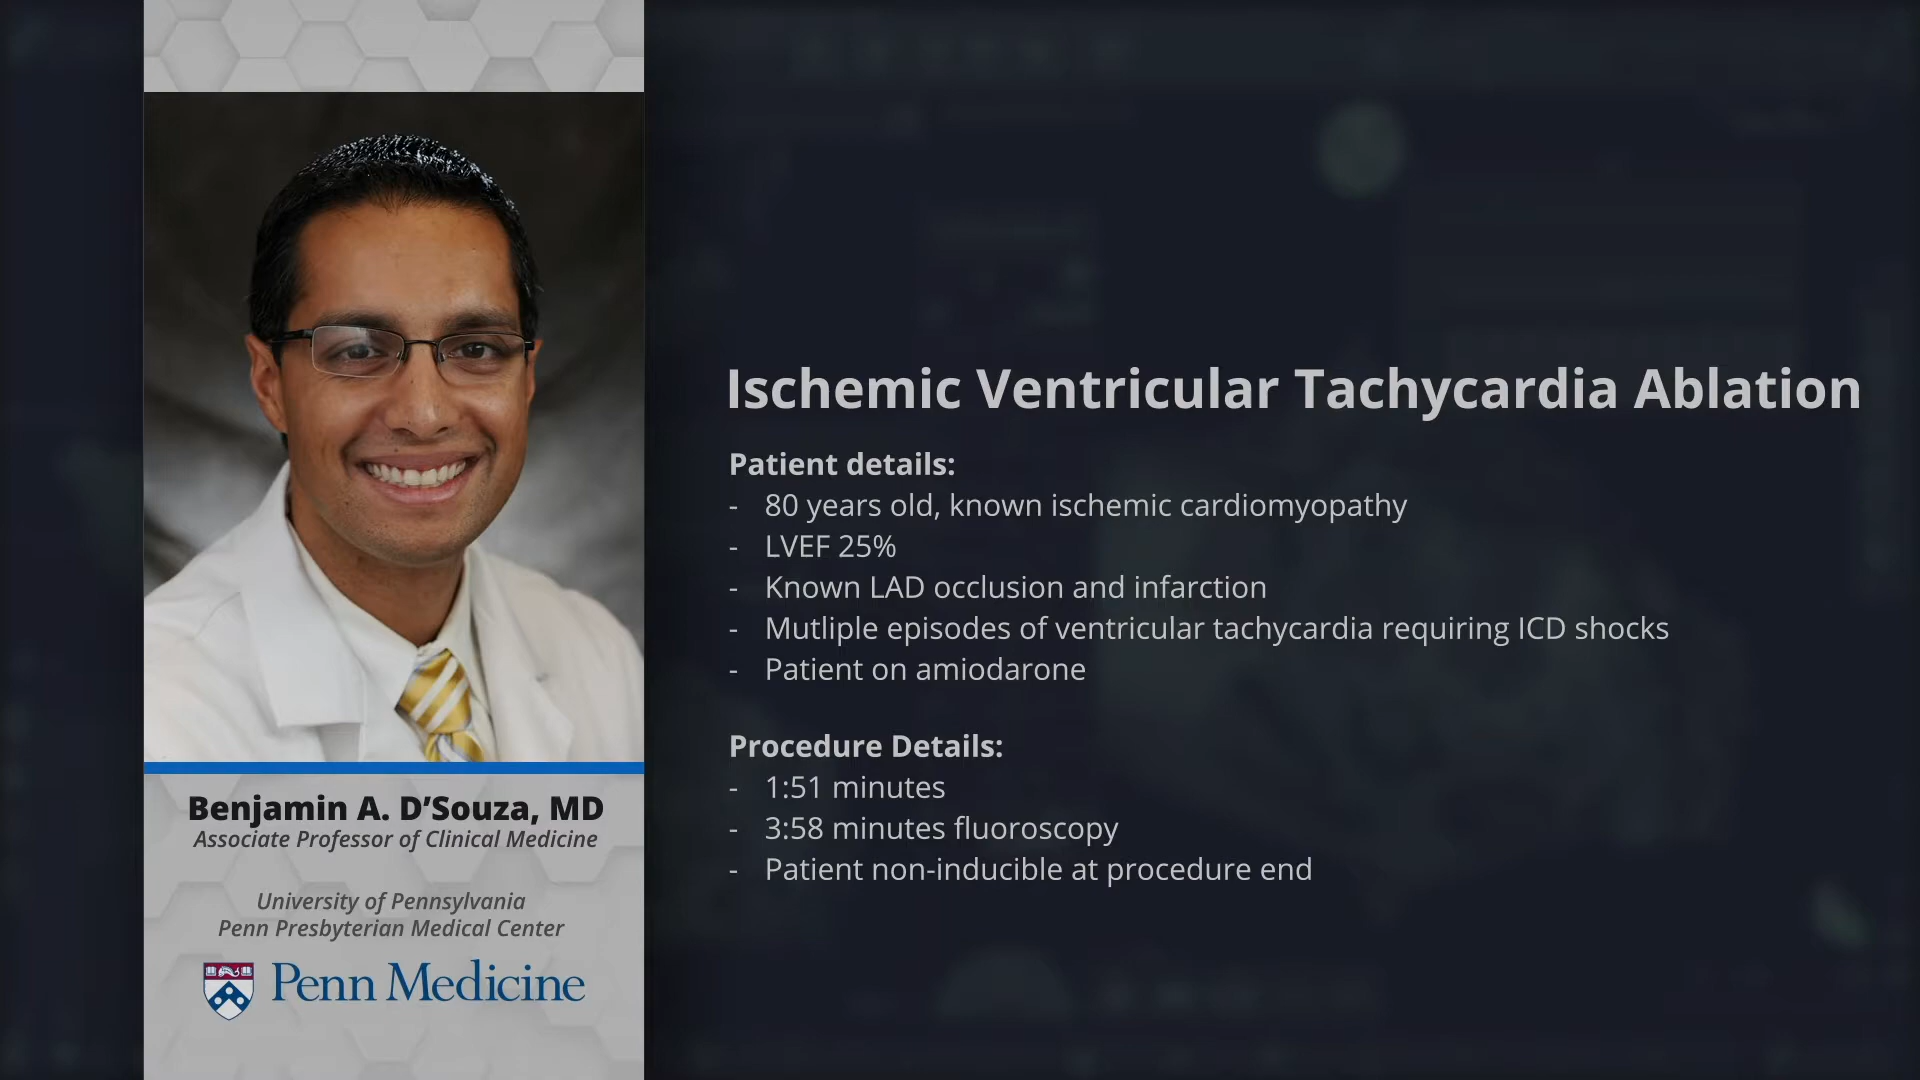 Benjamin A. D’Souza, MD
Associate Professor of Clinical Medicine
University of Pennsylvania
Penn Presbyterian Medical Center
Penn Medicine
Ischemic Ventricular Tachycardia Ablation
Patient details:
- 80 years old, known ischemic cardiomyopathy
- LVEF 25%
- Known LAD occlusion and infarction
- Mutliple episodes of ventricular tachycardia requiring ICD shocks
- Patient on amiodarone
Procedure Details:
- 1:51 minutes
- 3:58 minutes fluoroscopy
- Patient non-inducible at procedure end